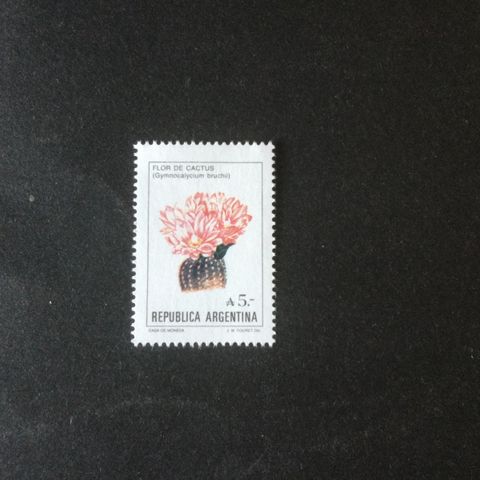 FLOR DE CACTUS
(Gymnocalycium bruchii)
₳ 5.-
REPUBLICA ARGENTINA
CASA DE MONEDA